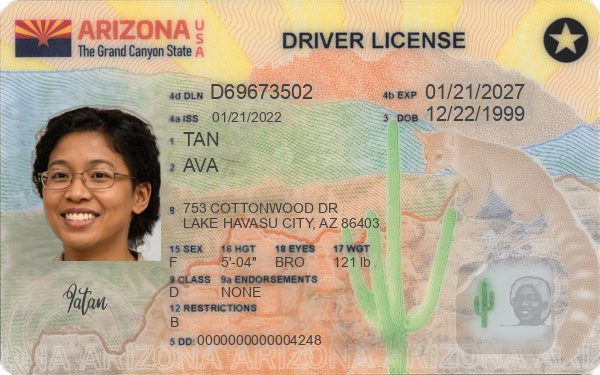 ARIZONA USA
The Grand Canyon State
DRIVER LICENSE
4d DLN D69673502
4b EXP 01/21/2027
4a ISS 01/21/2022
3 DOB 12/22/1999
1 TAN
2 AVA
8 753 COTTONWOOD DR
LAKE HAVASU CITY, AZ 86403
15 SEX 16 HGT 18 EYES 17 WGT
F 5'-04" BRO 121 lb
9 CLASS 9a ENDORSEMENTS
D NONE
12 RESTRICTIONS
B
5 DD: 0000000000004248
ARIZONA ARIZONA ARIZONA